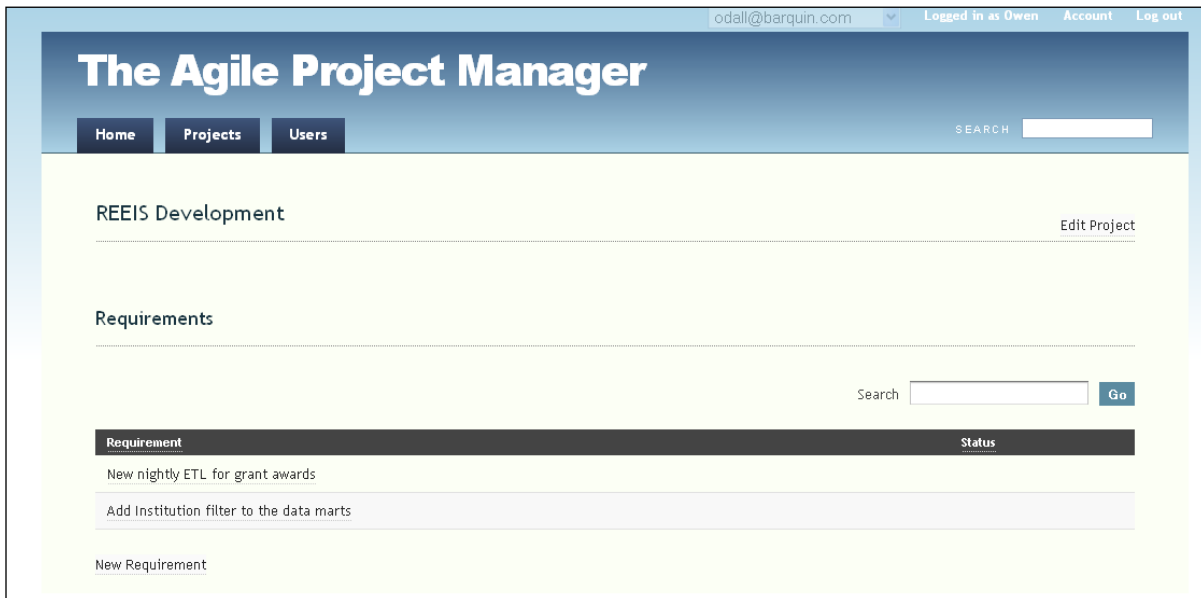 odall@barquin.com Logged in as Owen Account Log out
The Agile Project Manager
Home Projects Users SEARCH
REEIS Development
Edit Project
Requirements
Search Go
Requirement Status
New nightly ETL for grant awards
Add Institution filter to the data marts
New Requirement